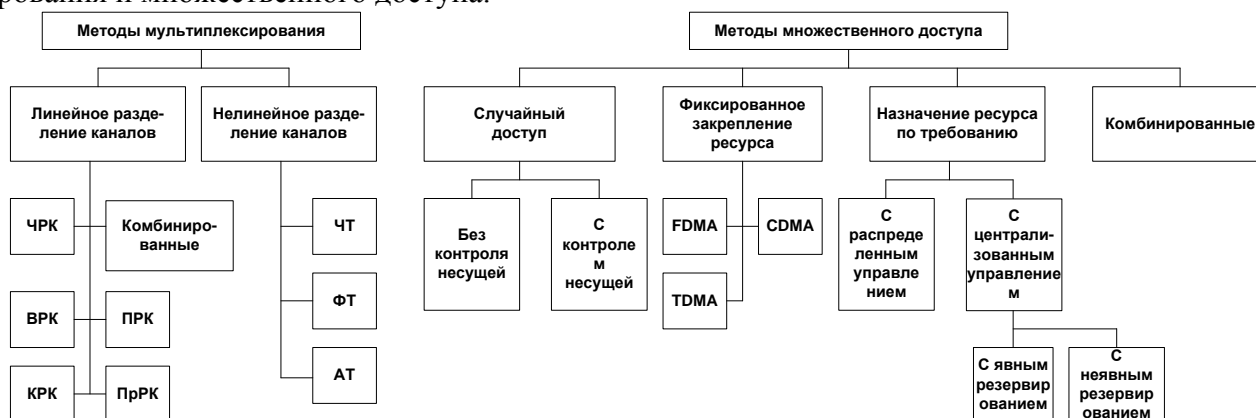 рования и множественного доступа.
Методы мультиплексирования
Линейное разде-
ление каналов
Нелинейное разде-
ление каналов
ЧРК
Комбиниро-
ванные
ВРК
ПРК
КРК
ПрРК
ЧТ
ФТ
АТ
Методы множественного доступа
Случайный
доступ
Фиксированное
закрепление
ресурса
Назначение ресурса
по требованию
Комбинированные
Без
контроля
несущей
С
контроле
м
несущей
FDMA
CDMA
TDMA
С
распреде
ленным
управле
нием
С
централи-
зованным
управление
м
С явным
резервир
ованием
С
неявным
резервир
ованием